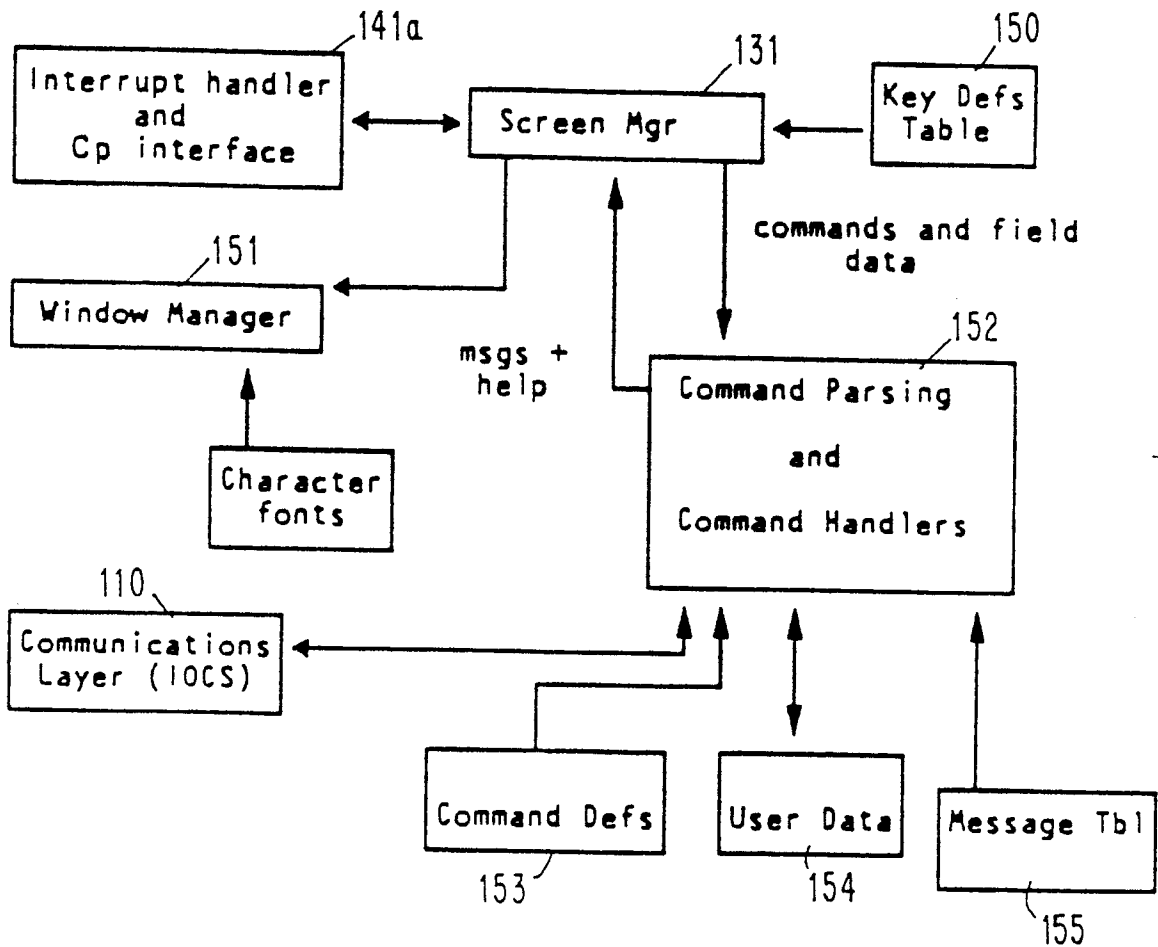 141a
Interrupt handler
and
Cp interface
131
Screen Mgr
150
Key Defs
Table
commands and field
data
151
Window Manager
msgs +
help
152
Command Parsing
and
Command Handlers
Character
fonts
110
Communications
Layer (IOCS)
Command Defs
153
User Data
154
Message Tbl
155